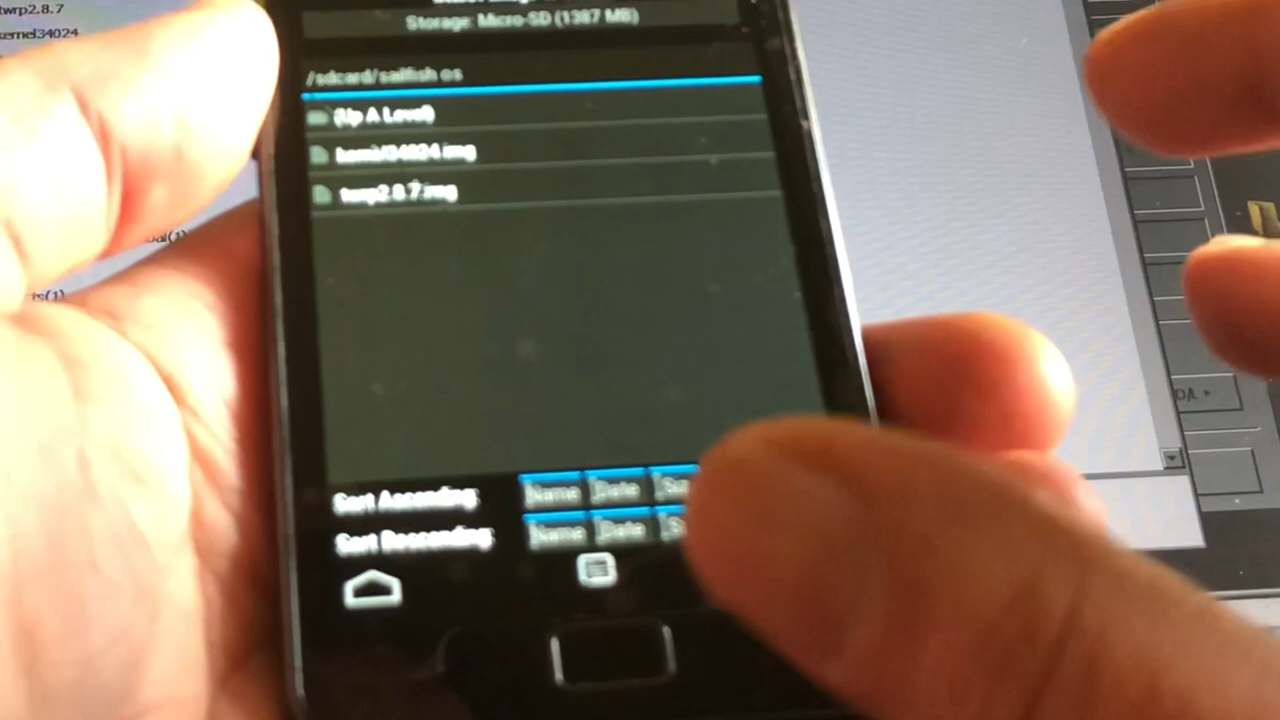 twrp2.8.7
kernel34024
Storage: Micro-SD (1387 MB)
/sdcard/sailfish os
(Up A Level)
kernel34024.img
twrp2.8.7.img
Sort Ascending: Name Date
Sort Descending: Name Date
D/L